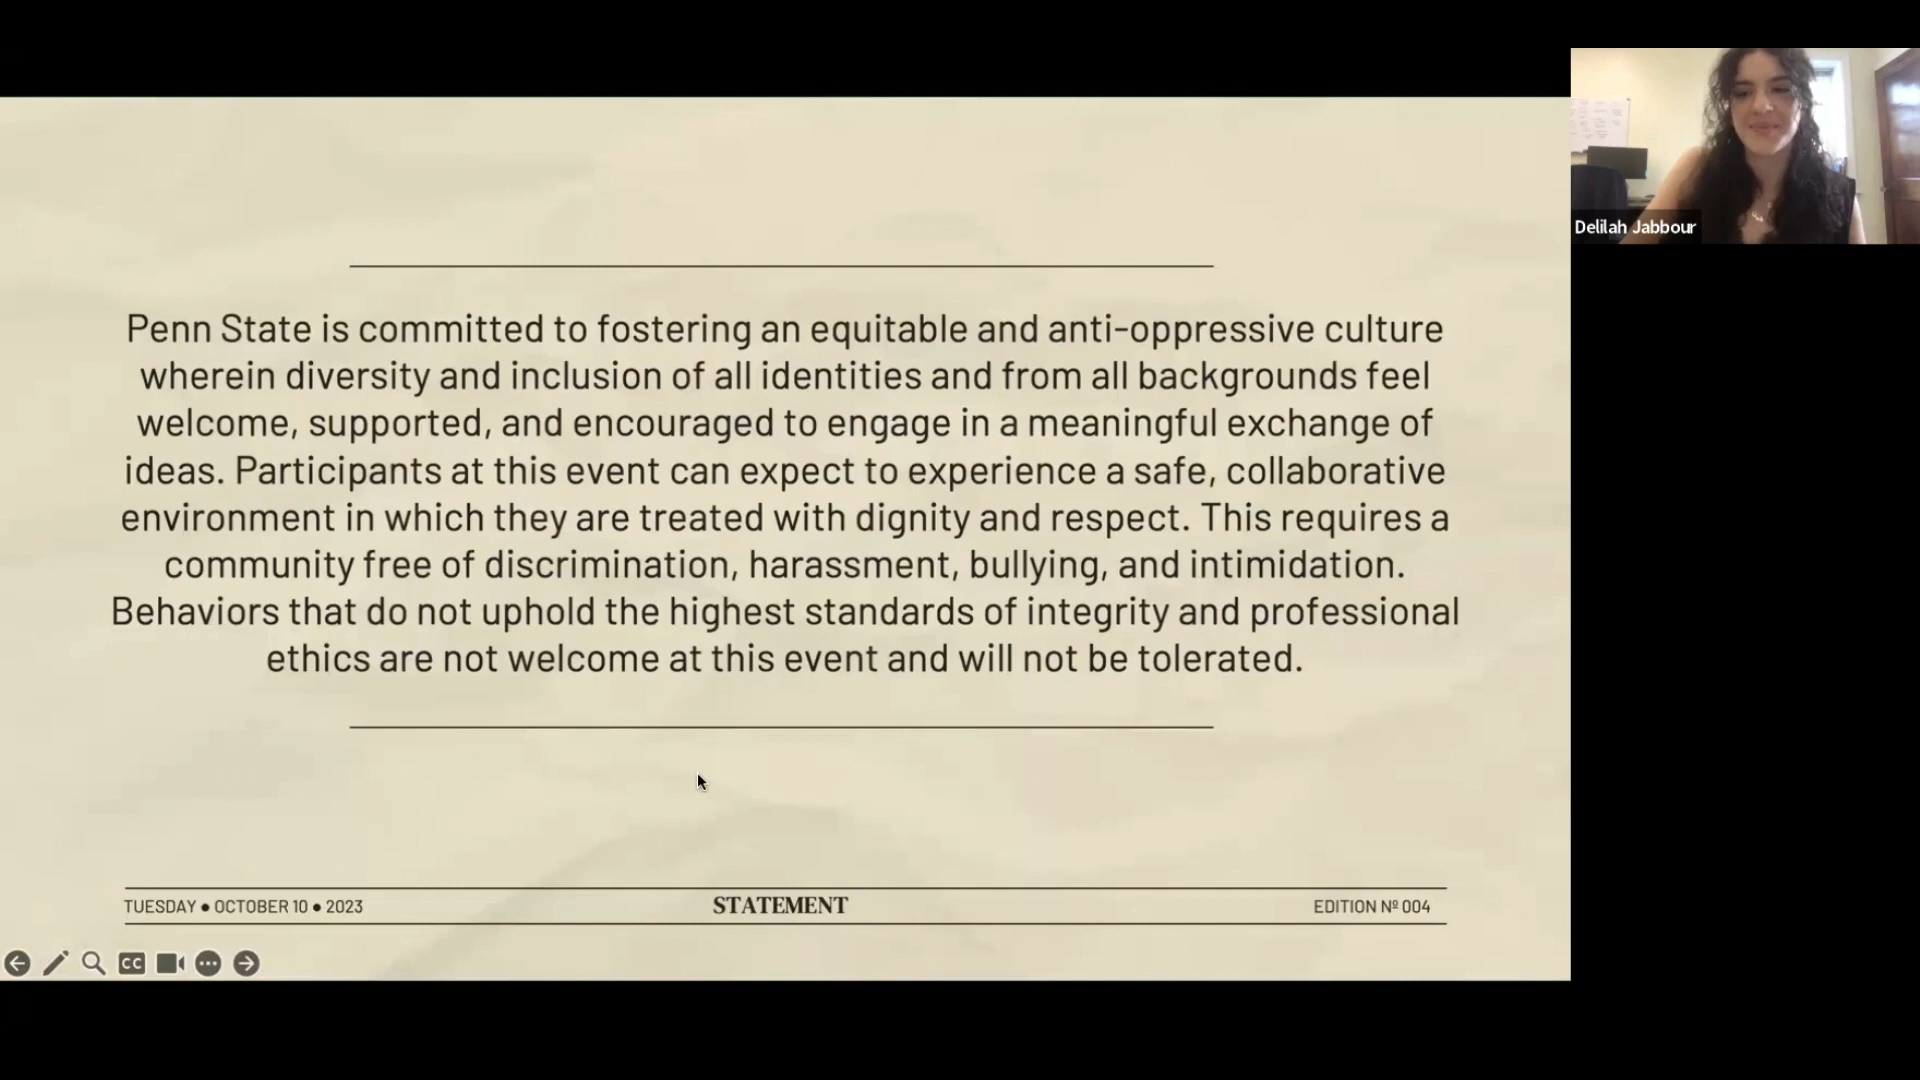 Penn State is committed to fostering an equitable and anti-oppressive culture
wherein diversity and inclusion of all identities and from all backgrounds feel
welcome, supported, and encouraged to engage in a meaningful exchange of
ideas. Participants at this event can expect to experience a safe, collaborative
environment in which they are treated with dignity and respect. This requires a
community free of discrimination, harassment, bullying, and intimidation.
Behaviors that do not uphold the highest standards of integrity and professional
ethics are not welcome at this event and will not be tolerated.
TUESDAY ● OCTOBER 10 ● 2023
STATEMENT
EDITION Nº 004
CC
Delilah Jabbour